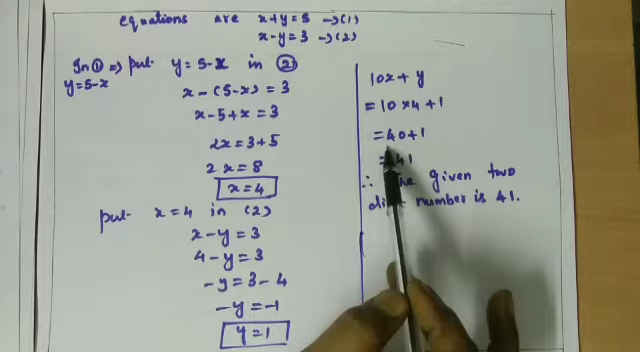 equations are x+y=5 →(1)
x-y=3 →(2)
In ① => put y=5-x in ②
y=5-x
x-(5-x)=3
x-5+x=3
2x=3+5
2x=8
x=4
put x=4 in (2)
x-y=3
4-y=3
-y=3-4
-y=-1
y=1
10x+y
=10×4+1
=40+1
=41
∴ given two
number is 41.